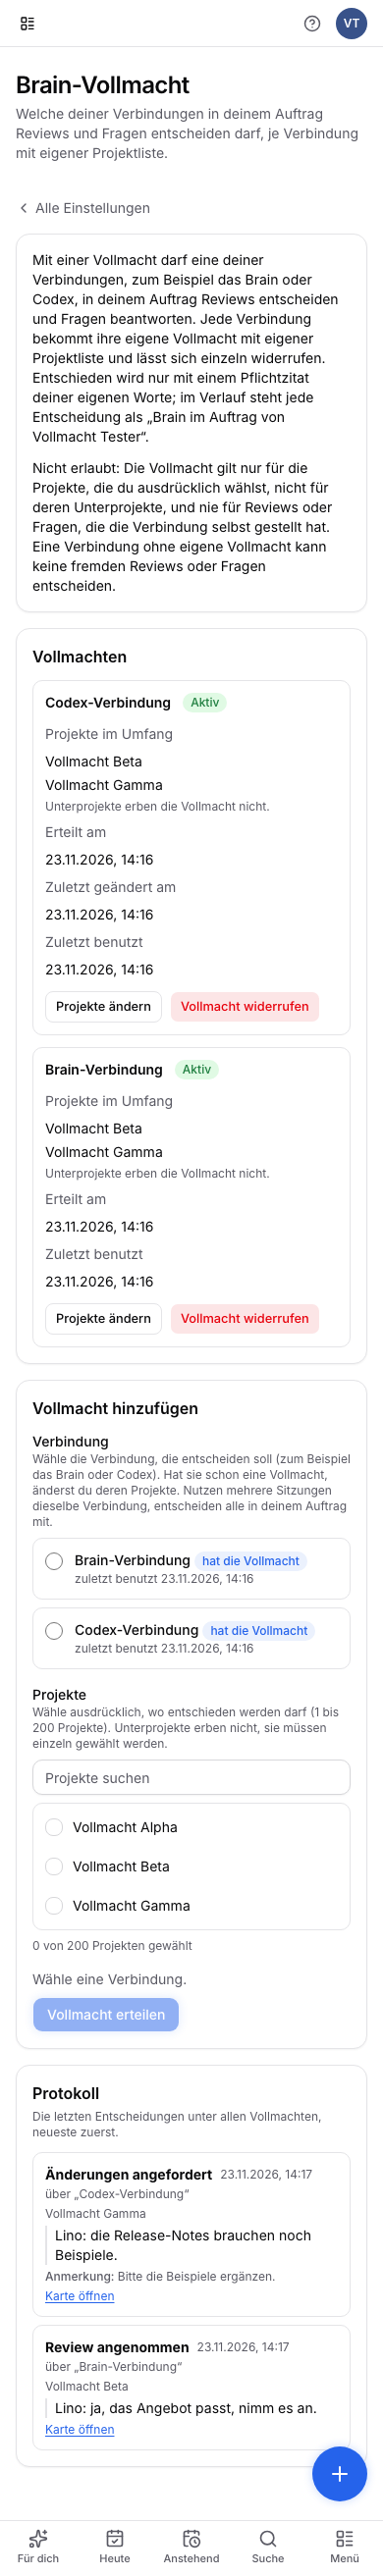 VT
Brain-Vollmacht
Welche deiner Verbindungen in deinem Auftrag
Reviews und Fragen entscheiden darf, je Verbindung
mit eigener Projektliste.
Alle Einstellungen
Mit einer Vollmacht darf eine deiner
Verbindungen, zum Beispiel das Brain oder
Codex, in deinem Auftrag Reviews entscheiden
und Fragen beantworten. Jede Verbindung
bekommt ihre eigene Vollmacht mit eigener
Projektliste und lässt sich einzeln widerrufen.
Entschieden wird nur mit einem Pflichtzitat
deiner eigenen Worte; im Verlauf steht jede
Entscheidung als „Brain im Auftrag von
Vollmacht Tester“.
Nicht erlaubt: Die Vollmacht gilt nur für die
Projekte, die du ausdrücklich wählst, nicht für
deren Unterprojekte, und nie für Reviews oder
Fragen, die die Verbindung selbst gestellt hat.
Eine Verbindung ohne eigene Vollmacht kann
keine fremden Reviews oder Fragen
entscheiden.
Vollmachten
Codex-Verbindung Aktiv
Projekte im Umfang
Vollmacht Beta
Vollmacht Gamma
Unterprojekte erben die Vollmacht nicht.
Erteilt am
23.11.2026, 14:16
Zuletzt geändert am
23.11.2026, 14:16
Zuletzt benutzt
23.11.2026, 14:16
Projekte ändern Vollmacht widerrufen
Brain-Verbindung Aktiv
Projekte im Umfang
Vollmacht Beta
Vollmacht Gamma
Unterprojekte erben die Vollmacht nicht.
Erteilt am
23.11.2026, 14:16
Zuletzt benutzt
23.11.2026, 14:16
Projekte ändern Vollmacht widerrufen
Vollmacht hinzufügen
Verbindung
Wähle die Verbindung, die entscheiden soll (zum Beispiel
das Brain oder Codex). Hat sie schon eine Vollmacht,
änderst du deren Projekte. Nutzen mehrere Sitzungen
dieselbe Verbindung, entscheiden alle in deinem Auftrag
mit.
Brain-Verbindung hat die Vollmacht
zuletzt benutzt 23.11.2026, 14:16
Codex-Verbindung hat die Vollmacht
zuletzt benutzt 23.11.2026, 14:16
Projekte
Wähle ausdrücklich, wo entschieden werden darf (1 bis
200 Projekte). Unterprojekte erben nicht, sie müssen
einzeln gewählt werden.
Projekte suchen
Vollmacht Alpha
Vollmacht Beta
Vollmacht Gamma
0 von 200 Projekten gewählt
Wähle eine Verbindung.
Vollmacht erteilen
Protokoll
Die letzten Entscheidungen unter allen Vollmachten,
neueste zuerst.
Änderungen angefordert 23.11.2026, 14:17
über „Codex-Verbindung“
Vollmacht Gamma
Lino: die Release-Notes brauchen noch
Beispiele.
Anmerkung: Bitte die Beispiele ergänzen.
Karte öffnen
Review angenommen 23.11.2026, 14:17
über „Brain-Verbindung“
Vollmacht Beta
Lino: ja, das Angebot passt, nimm es an.
Karte öffnen
Für dich Heute Anstehend Suche Menü